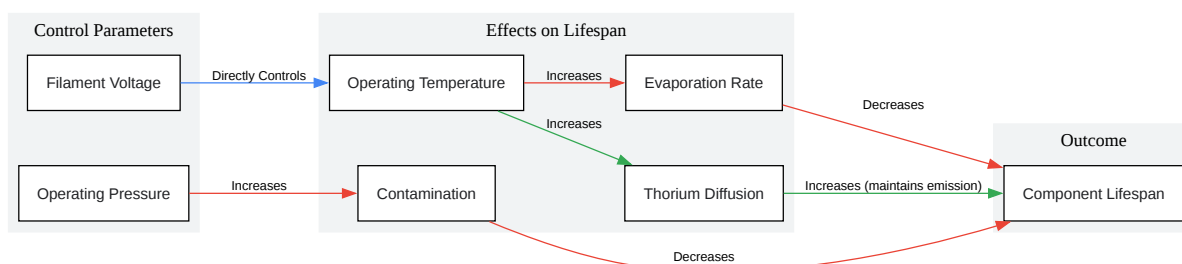 Control Parameters
Effects on Lifespan
Filament Voltage
Directly Controls
Operating Temperature
Increases
Evaporation Rate
Decreases
Increases
Outcome
Operating Pressure
Increases
Contamination
Thorium Diffusion
Increases (maintains emission)
Component Lifespan
Decreases